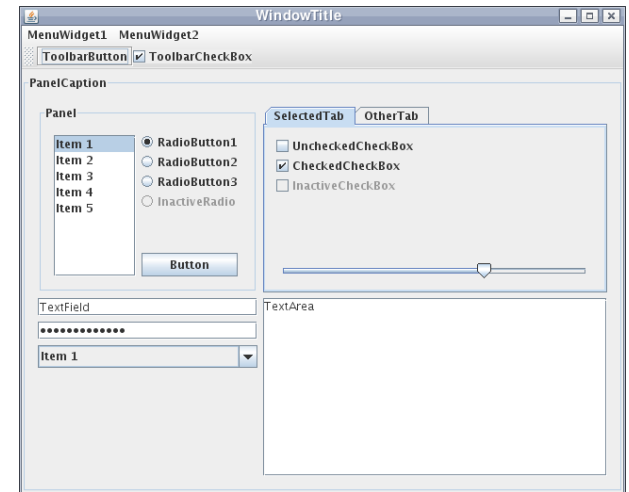 WindowTitle
MenuWidget1 MenuWidget2
ToolbarButton ToolbarCheckBox
PanelCaption
Panel
Item 1
Item 2
Item 3
Item 4
Item 5
RadioButton1
RadioButton2
RadioButton3
InactiveRadio
Button
SelectedTab OtherTab
UncheckedCheckBox
CheckedCheckBox
InactiveCheckBox
TextField
•••••••••••••
Item 1
TextArea